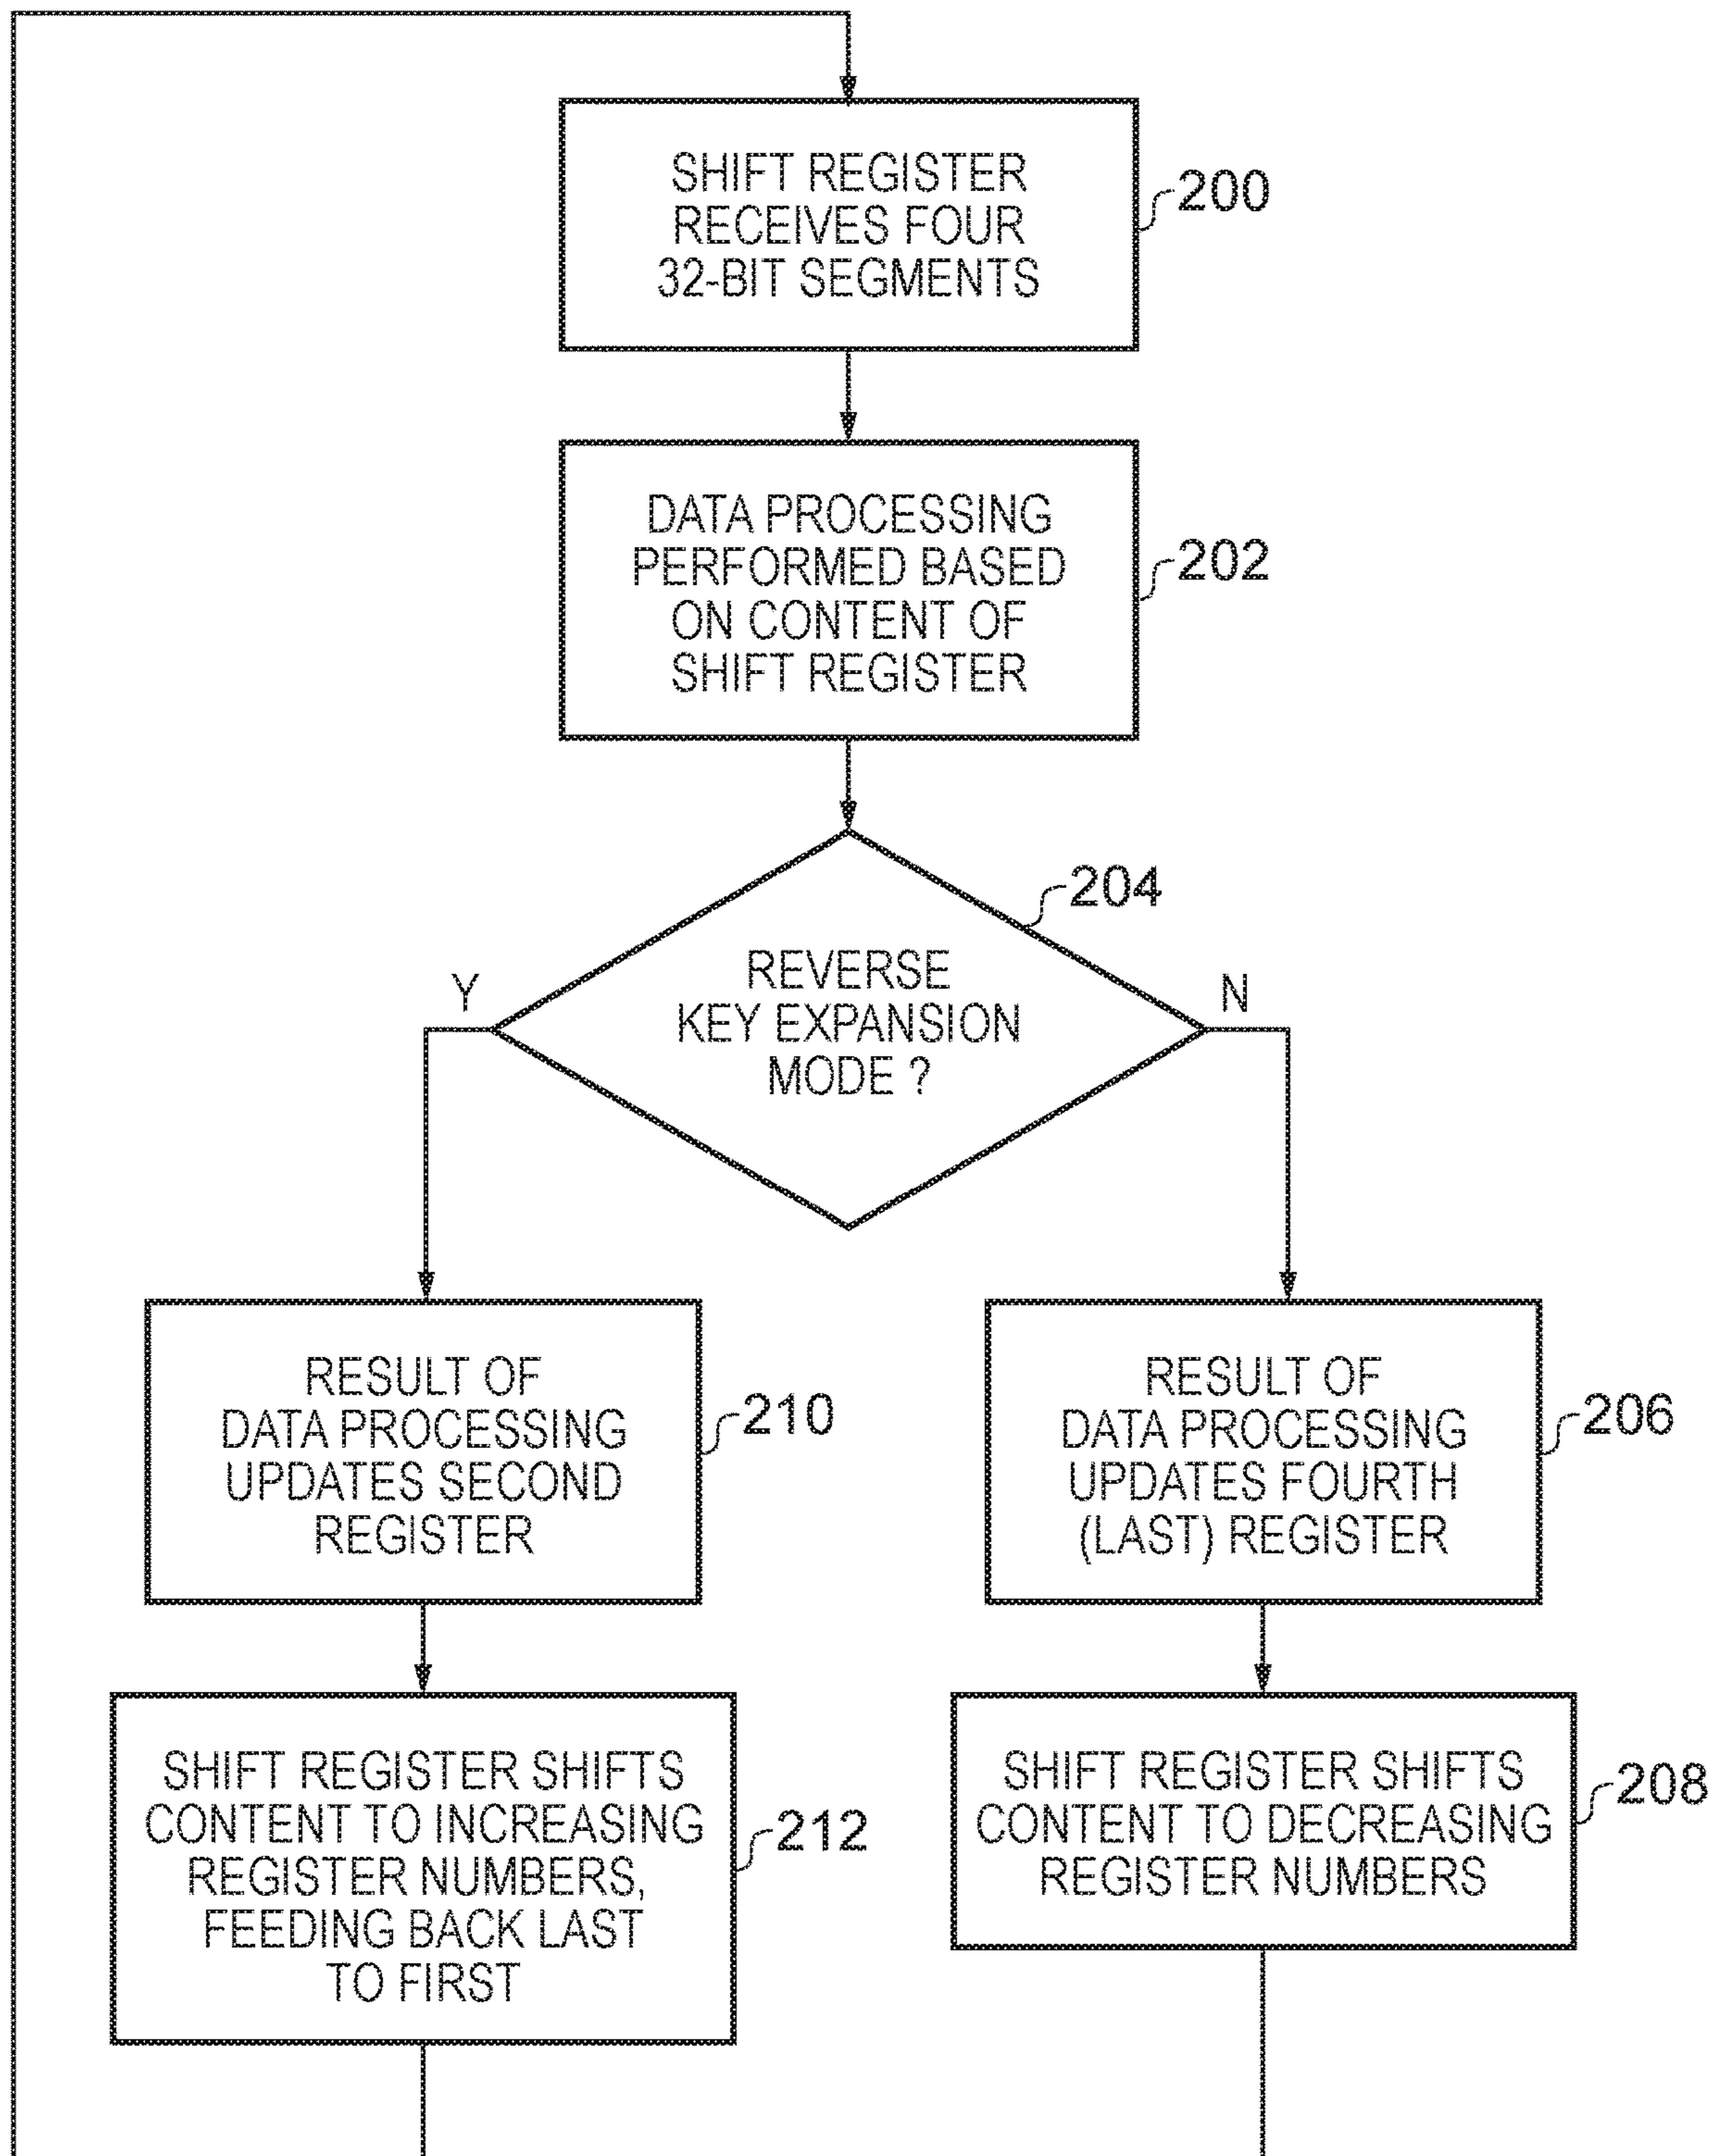 SHIFT REGISTER
RECEIVES FOUR
32-BIT SEGMENTS
200
DATA PROCESSING
PERFORMED BASED
ON CONTENT OF
SHIFT REGISTER
202
204
REVERSE
KEY EXPANSION
MODE ?
Y
N
RESULT OF
DATA PROCESSING
UPDATES SECOND
REGISTER
210
RESULT OF
DATA PROCESSING
UPDATES FOURTH
(LAST) REGISTER
206
SHIFT REGISTER SHIFTS
CONTENT TO INCREASING
REGISTER NUMBERS,
FEEDING BACK LAST
TO FIRST
212
SHIFT REGISTER SHIFTS
CONTENT TO DECREASING
REGISTER NUMBERS
208